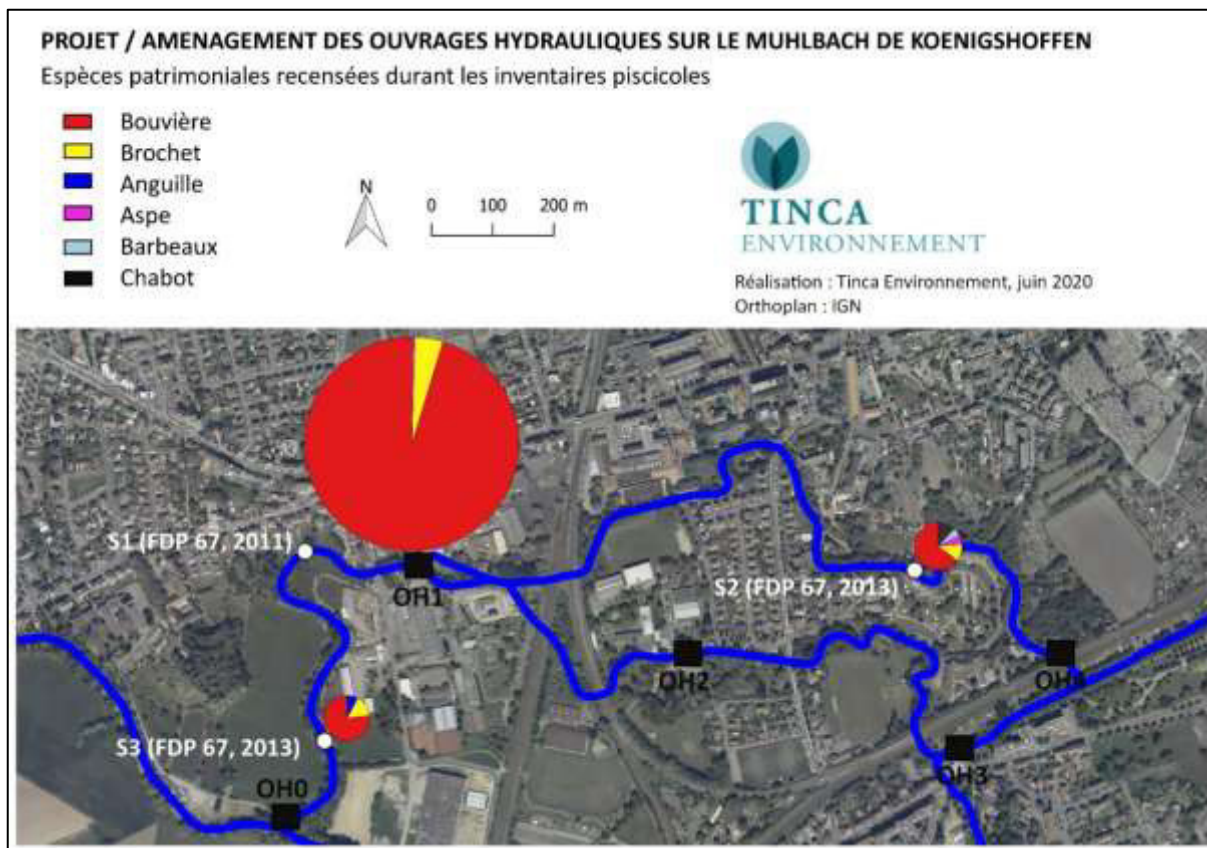 PROJET / AMENAGEMENT DES OUVRAGES HYDRAULIQUES SUR LE MUHLBACH DE KOENIGSHOFFEN
Espèces patrimoniales recensées durant les inventaires piscicoles
Bouvière
Brochet
Anguille
Aspe
Barbeaux
Chabot
N
0 100 200 m
TINCA
ENVIRONNEMENT
Réalisation : Tinca Environnement, juin 2020
Orthoplan : IGN
S1 (FDP 67, 2011)
OH1
S2 (FDP 67, 2013)
OH2
OH4
S3 (FDP 67, 2013)
OH3
OH0